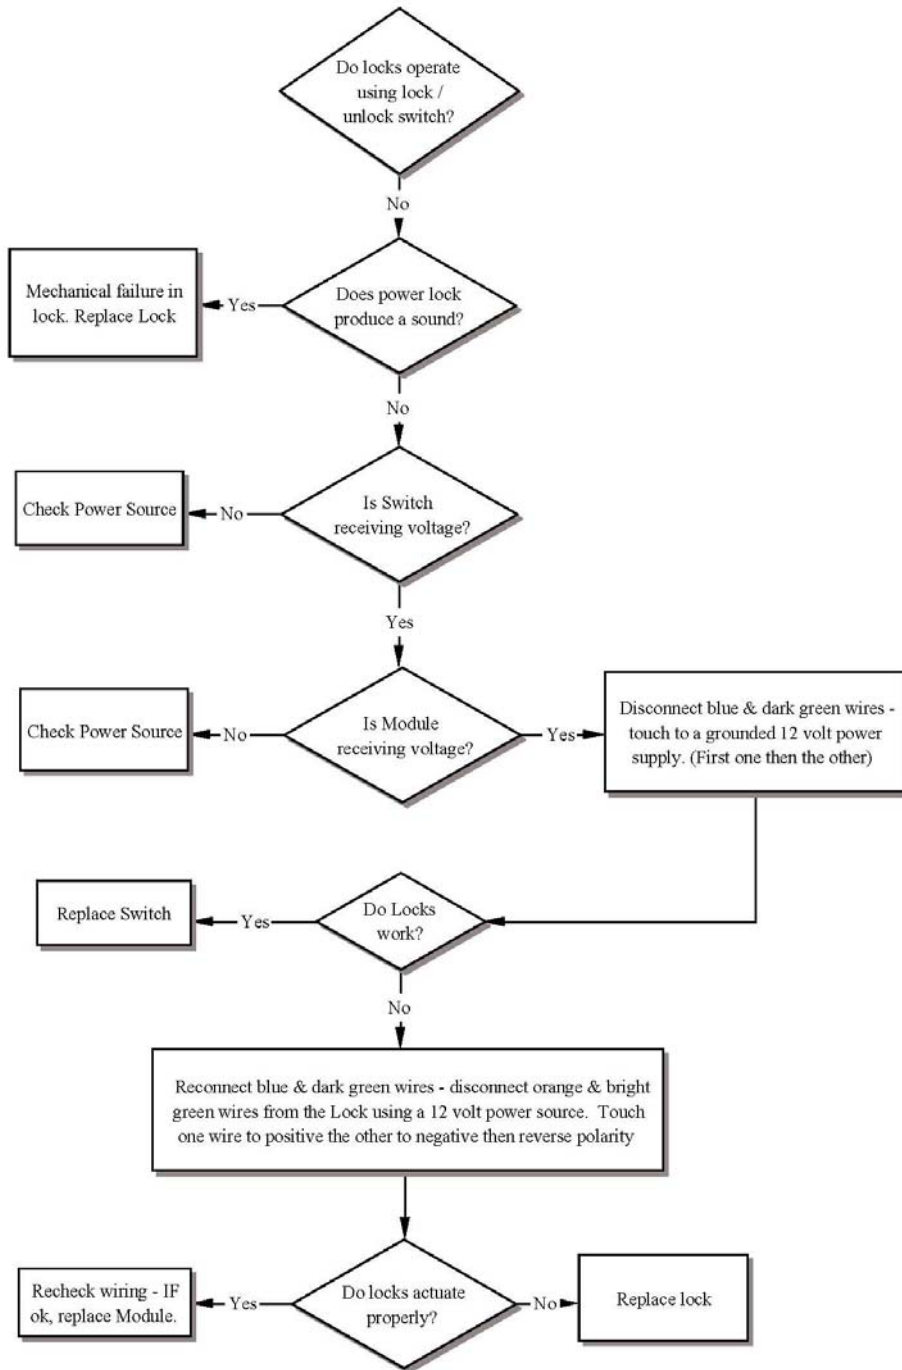 Do locks operate
using lock /
unlock switch?
No
Mechanical failure in
lock. Replace Lock
Yes
Does power lock
produce a sound?
No
Check Power Source
No
Is Switch
receiving voltage?
Yes
Check Power Source
No
Is Module
receiving voltage?
Yes
Disconnect blue & dark green wires -
touch to a grounded 12 volt power
supply. (First one then the other)
Replace Switch
Yes
Do Locks
work?
No
Reconnect blue & dark green wires - disconnect orange & bright
green wires from the Lock using a 12 volt power source. Touch
one wire to positive the other to negative then reverse polarity
Recheck wiring - IF
ok, replace Module.
Yes
Do locks actuate
properly?
No
Replace lock